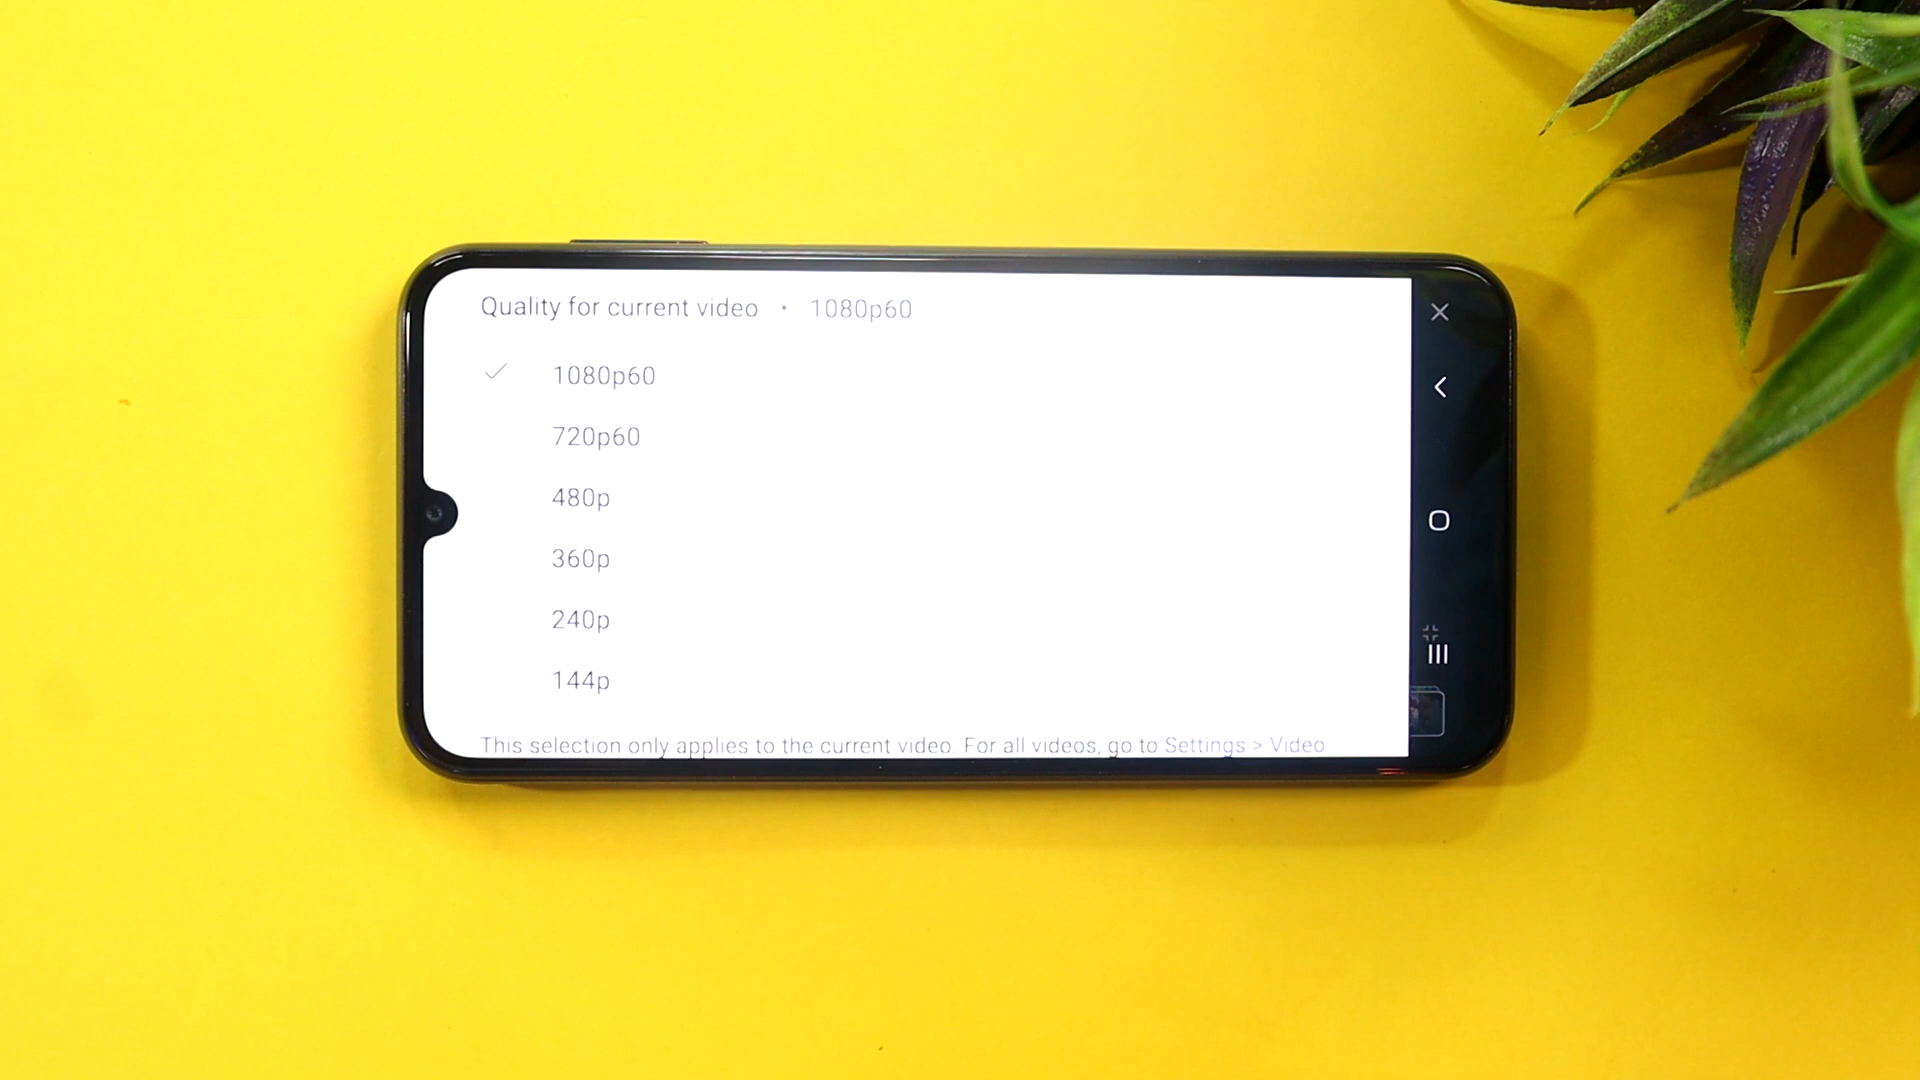 Quality for current video • 1080p60
1080p60
720p60
480p
360p
240p
144p
This selection only applies to the current video. For all videos, go to Settings > Video